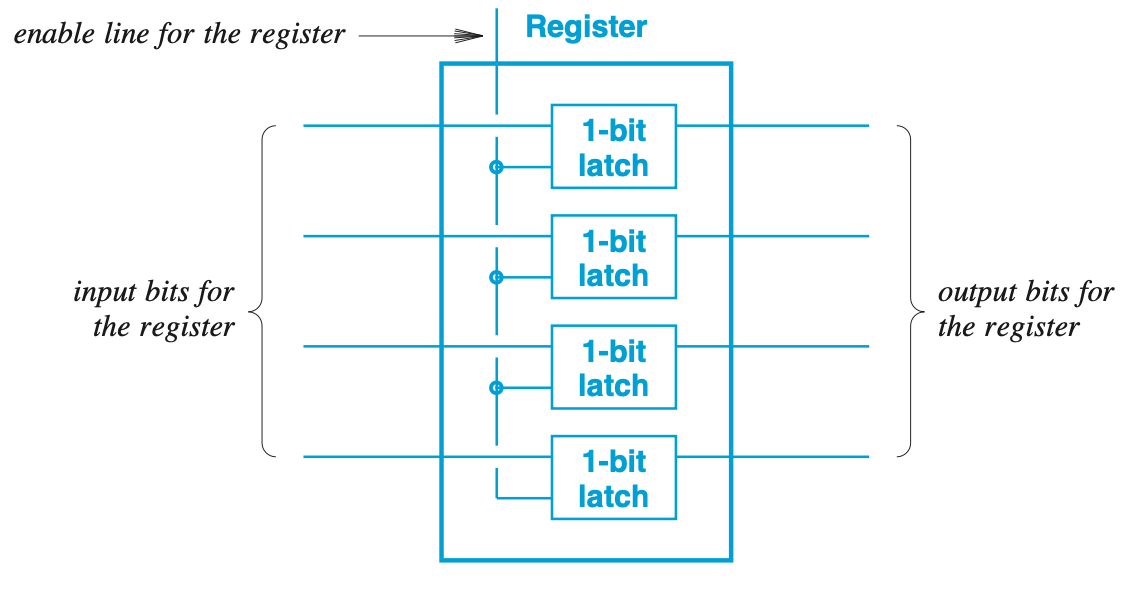 enable line for the register
Register
1-bit
latch
1-bit
latch
input bits for
the register
output bits for
the register
1-bit
latch
1-bit
latch